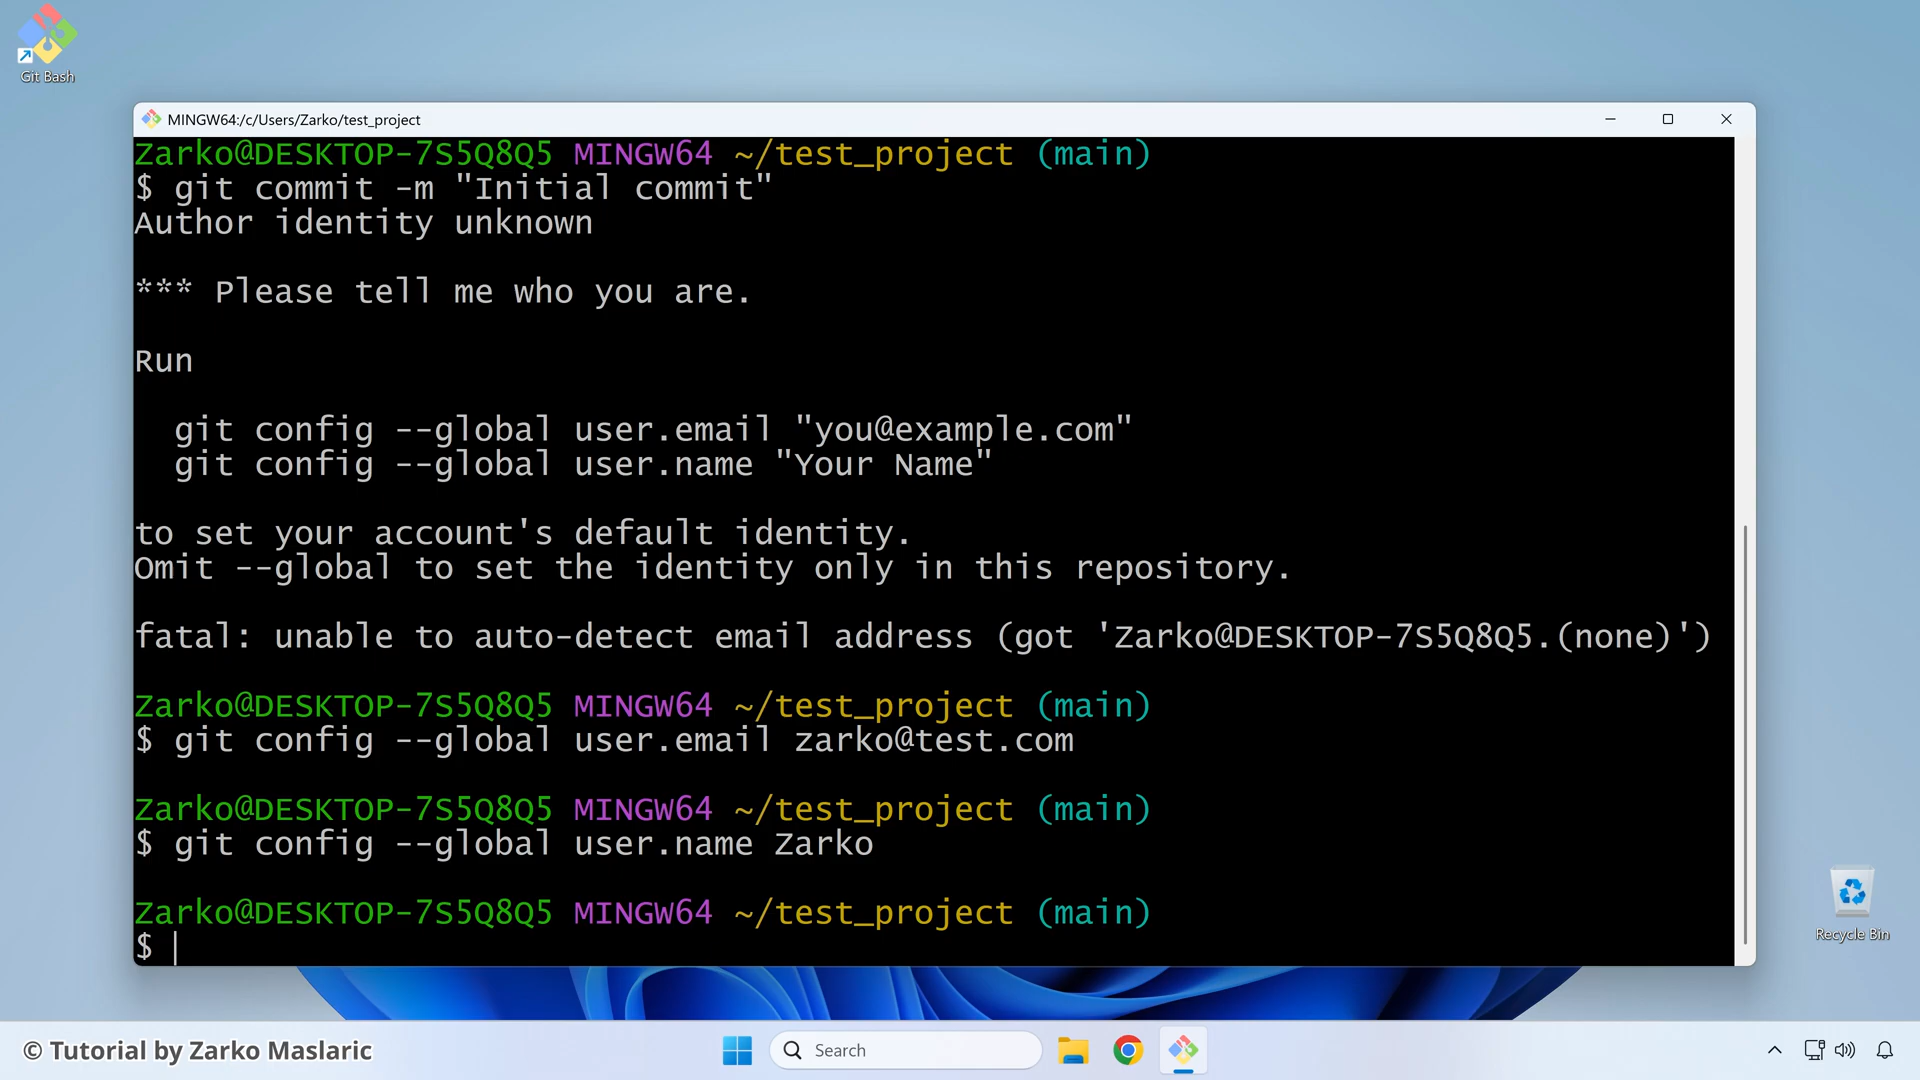 Git Bash
MINGW64:/c/Users/Zarko/test_project
Zarko@DESKTOP-7S5Q8Q5 MINGW64 ~/test_project (main)
$ git commit -m "Initial commit"
Author identity unknown
*** Please tell me who you are.
Run
git config --global user.email "you@example.com"
git config --global user.name "Your Name"
to set your account's default identity.
Omit --global to set the identity only in this repository.
fatal: unable to auto-detect email address (got 'Zarko@DESKTOP-7S5Q8Q5.(none)')
Zarko@DESKTOP-7S5Q8Q5 MINGW64 ~/test_project (main)
$ git config --global user.email zarko@test.com
Zarko@DESKTOP-7S5Q8Q5 MINGW64 ~/test_project (main)
$ git config --global user.name Zarko
Zarko@DESKTOP-7S5Q8Q5 MINGW64 ~/test_project (main)
$
Recycle Bin
© Tutorial by Zarko Maslaric
Search